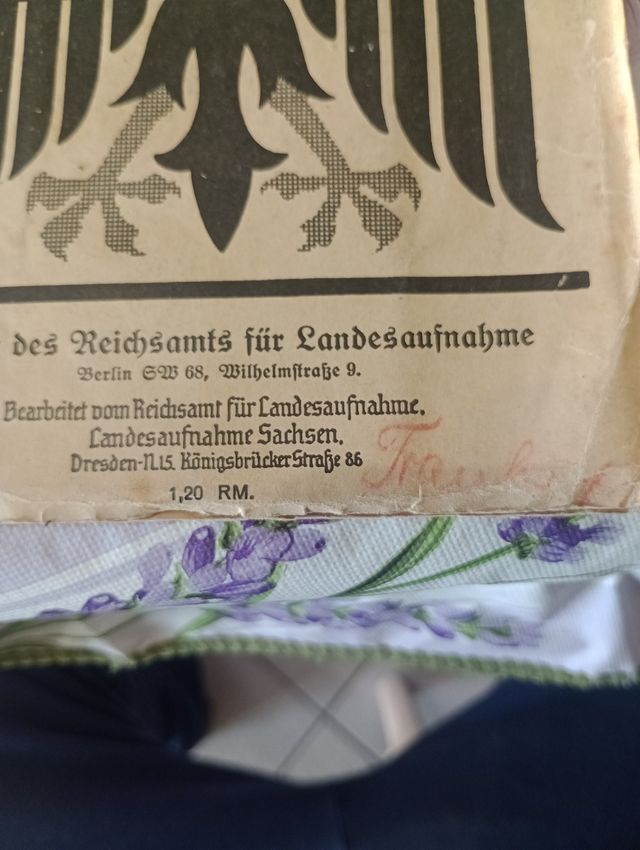 des Reichsamts für Landesaufnahme
Berlin SW 68, Wilhelmstraße 9.
Bearbeitet vom Reichsamt für Landesaufnahme,
Landesaufnahme Sachsen,
Dresden-N.15. Königsbrücker Straße 86
1,20 RM.